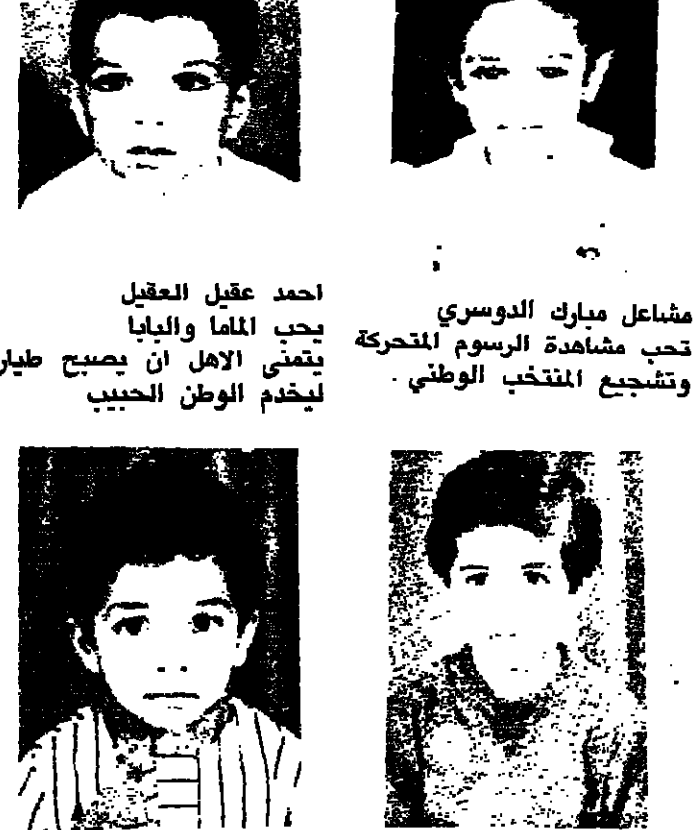 مشاعل مبارك الدوسري
تحب مشاهدة الرسوم المتحركة
وتشجيع المنتخب الوطني .
احمد عقيل العقيل
يحب الماما والبابا
يتمنى الاهل ان يصبح طيار
ليخدم الوطن الحبيب